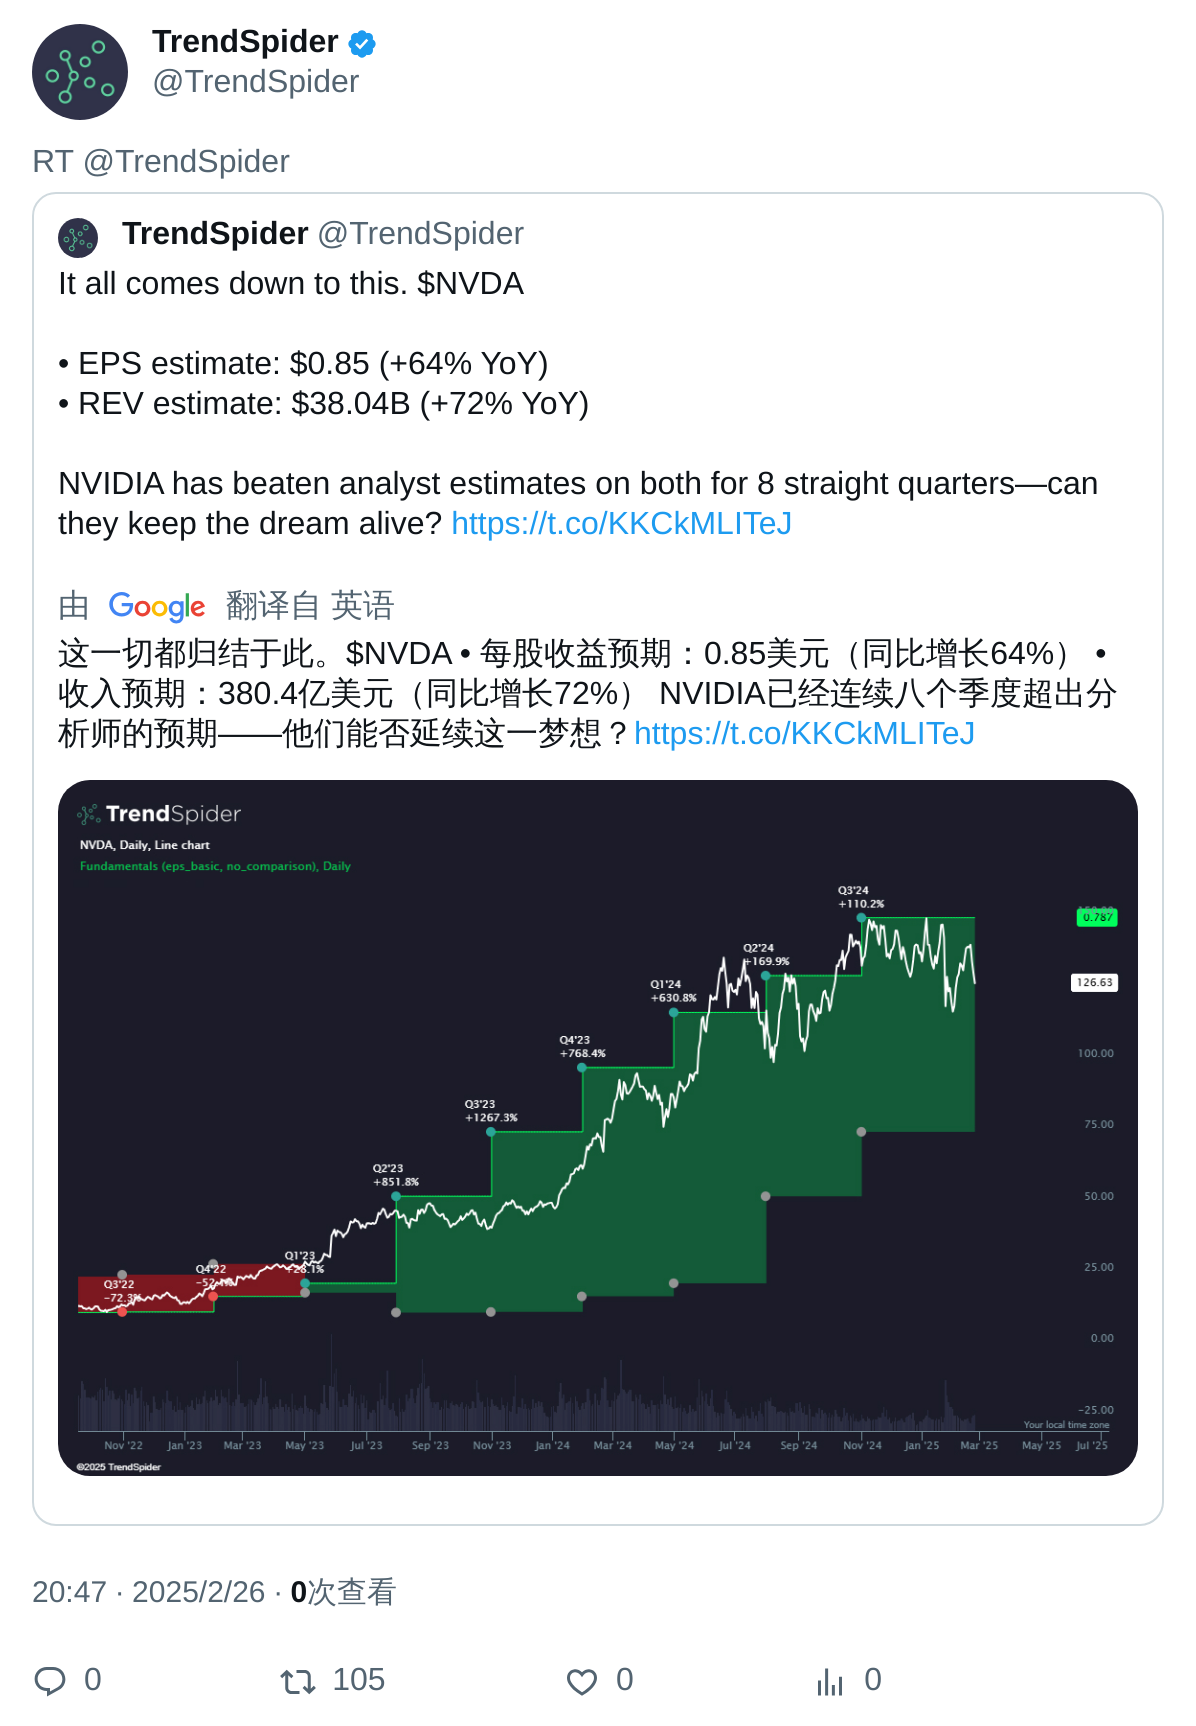 TrendSpider
@TrendSpider
RT @TrendSpider
TrendSpider @TrendSpider
It all comes down to this. $NVDA
• EPS estimate: $0.85 (+64% YoY)
• REV estimate: $38.04B (+72% YoY)
NVIDIA has beaten analyst estimates on both for 8 straight quarters—can
they keep the dream alive? https://t.co/KKCkMLITeJ
由 Google 翻译自 英语
这一切都归结于此。$NVDA • 每股收益预期：0.85美元（同比增长64%） •
收入预期：380.4亿美元（同比增长72%） NVIDIA已经连续八个季度超出分
析师的预期——他们能否延续这一梦想？https://t.co/KKCkMLITeJ
TrendSpider
NVDA, Daily, Line chart
Fundamentals (eps_basic, no_comparison), Daily
Q3'24
+110.2%
0.787
Q2'24
+169.9%
126.63
Q1'24
+630.8%
Q4'23
+768.4%
100.00
Q3'23
+1267.3%
75.00
Q2'23
+851.8%
50.00
Q1'23
+28.1%
25.00
Q4'22
Q3'22
-72.3%
0.00
-25.00
Your local time zone
Nov '22 Jan '23 Mar '23 May '23 Jul '23 Sep '23 Nov '23 Jan '24 Mar '24 May '24 Jul '24 Sep '24 Nov '24 Jan '25 Mar '25 May '25 Jul '25
©2025 TrendSpider
20:47 · 2025/2/26 · 0次查看
0 105 0 0